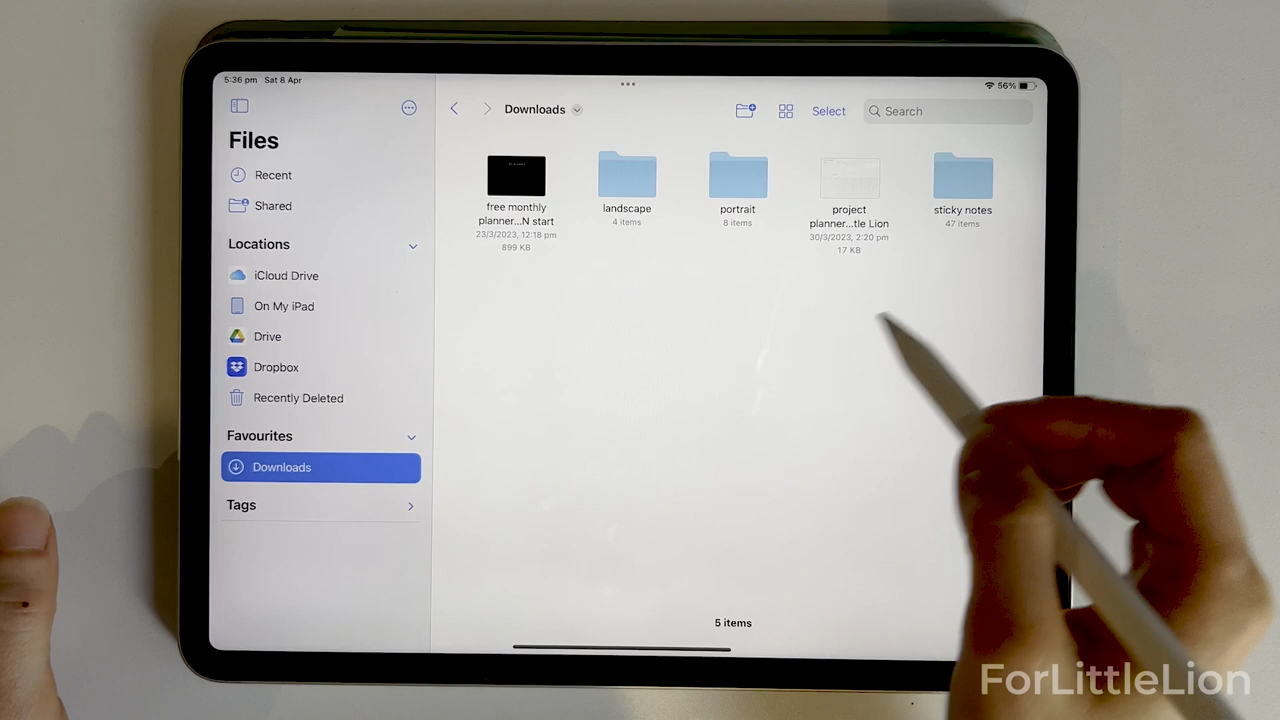 5:36 pm Sat 8 Apr
56%
Files
Recent
Shared
Locations
iCloud Drive
On My iPad
Drive
Dropbox
Recently Deleted
Favourites
Downloads
Tags
Downloads
Select
Search
free monthly
planner...N start
23/3/2023, 12:18 pm
899 KB
landscape
4 items
portrait
8 items
project
planner...tle Lion
30/3/2023, 2:20 pm
17 KB
sticky notes
47 items
5 items
ForLittleLion